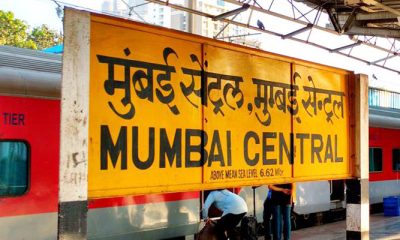 मुंबई सेंट्रल. मुम्बई सेन्ट्रल
MUMBAI CENTRAL
ABOVE MEAN SEA LEVEL 6.62 Mtr
TIER